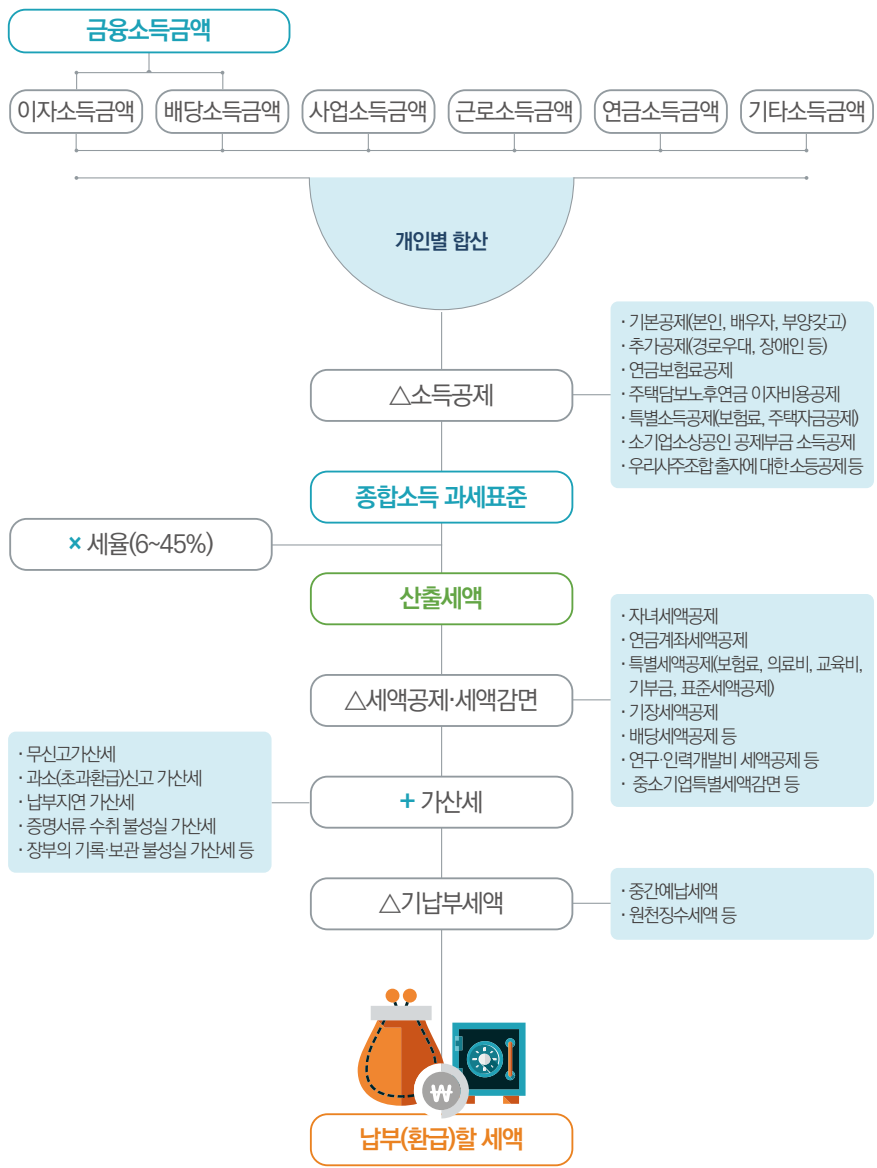 금융소득금액
이자소득금액
배당소득금액
사업소득금액
근로소득금액
연금소득금액
기타소득금액
개인별 합산
△소득공제
· 기본공제(본인, 배우자, 부양갖고)
· 추가공제(경로우대, 장애인 등)
· 연금보험료공제
· 주택담보노후연금 이자비용공제
· 특별소득공제(보험료, 주택자금공제)
· 소기업소상공인 공제부금 소득공제
· 우리사주조합 출자에 대한 소등공제 등
종합소득 과세표준
× 세율(6~45%)
산출세액
△세액공제·세액감면
· 자녀세액공제
· 연금계좌세액공제
· 특별세액공제(보험료, 의료비, 교육비,
기부금, 표준세액공제)
· 기장세액공제
· 배당세액공제 등
· 연구·인력개발비 세액공제 등
· 중소기업특별세액감면 등
+ 가산세
· 무신고가산세
· 과소(초과환급)신고 가산세
· 납부지연 가산세
· 증명서류 수취 불성실 가산세
· 장부의 기록·보관 불성실 가산세 등
△기납부세액
· 중간예납세액
· 원천징수세액 등
₩
납부(환급)할 세액